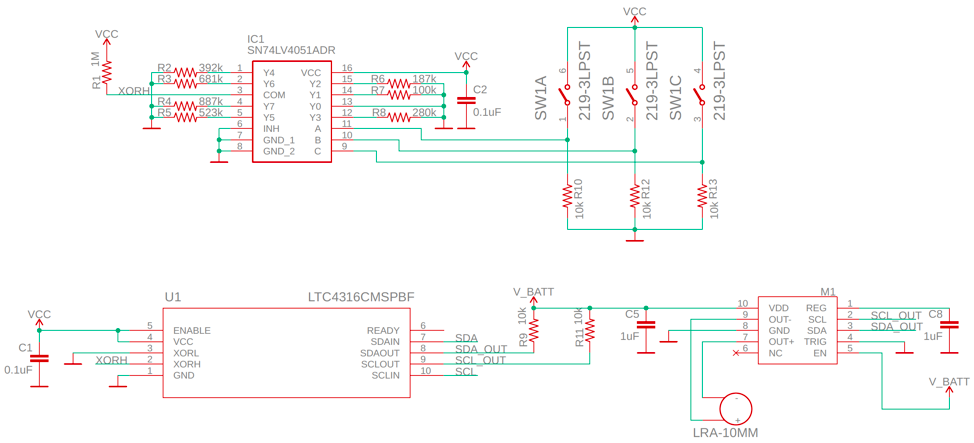 VCC
R1 1M
XORH
R2 392k
R3 681k
R4 887k
R5 523k
IC1
SN74LV4051ADR
1 Y4 VCC 16
2 Y6 Y2 15
3 COM Y1 14
4 Y7 Y0 13
5 Y5 Y3 12
6 INH A 11
7 GND_1 B 10
8 GND_2 C 9
R6 187k
R7 100k
R8 280k
VCC
C2
0.1uF
VCC
SW1A 219-3LPST
6
1
SW1B 219-3LPST
5
2
SW1C 219-3LPST
4
3
10k R10
10k R12
10k R13
U1 LTC4316CMSPBF
VCC
C1
0.1uF
XORH
5 ENABLE READY 6
4 VCC SDAIN 7 SDA
3 XORL SDAOUT 8 SDA_OUT
2 XORH SCLOUT 9 SCL_OUT
1 GND SCLIN 10 SCL
V_BATT
R9 10k
R11 10k
C5
1uF
M1
10 VDD REG 1
9 OUT- SCL 2 SCL_OUT
8 GND SDA 3 SDA_OUT
7 OUT+ TRIG 4
6 NC EN 5
C8
1uF
V_BATT
-
+
LRA-10MM